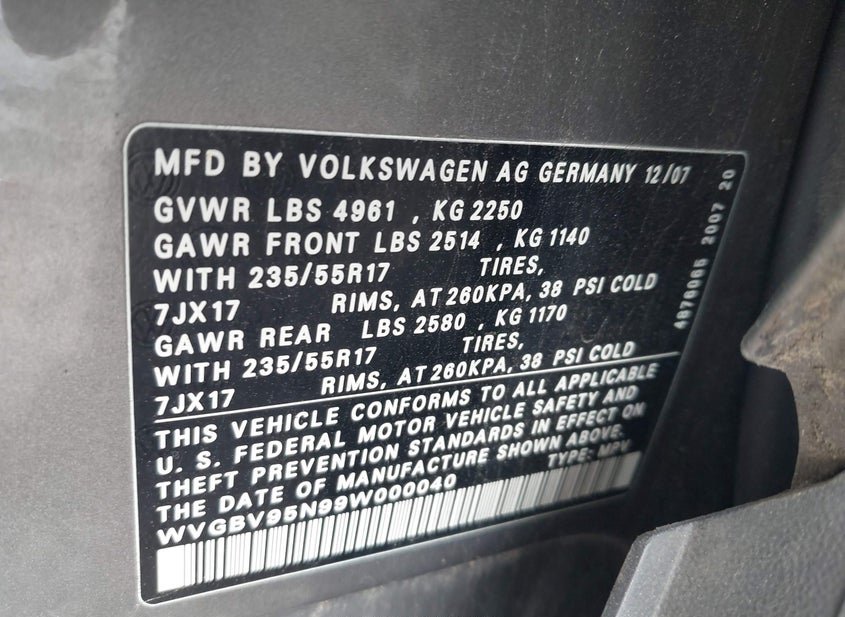 MFD BY VOLKSWAGEN AG GERMANY 12/07
GVWR LBS 4961 , KG 2250
GAWR FRONT LBS 2514 , KG 1140
WITH 235/55R17 TIRES,
7JX17 RIMS, AT 260KPA, 38 PSI COLD
GAWR REAR LBS 2580 , KG 1170
WITH 235/55R17 TIRES,
7JX17 RIMS, AT 260KPA, 38 PSI COLD
THIS VEHICLE CONFORMS TO ALL APPLICABLE
U. S. FEDERAL MOTOR VEHICLE SAFETY AND
THEFT PREVENTION STANDARDS IN EFFECT ON
THE DATE OF MANUFACTURE SHOWN ABOVE.
WVGBV95N99W000040 TYPE: MPV
2007 20